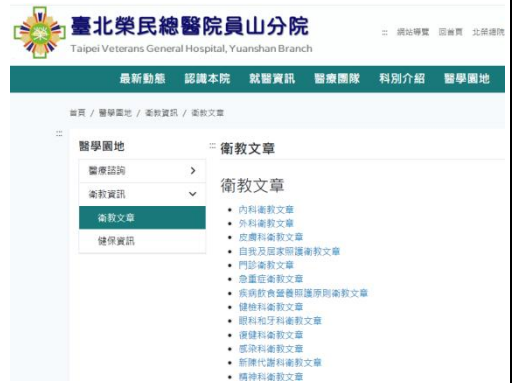 臺北榮民總醫院員山分院
Taipei Veterans General Hospital, Yuanshan Branch
::: 網站導覽 回首頁 北榮總院
最新動態 認識本院 就醫資訊 醫療團隊 科別介紹 醫學園地
首頁 / 醫學園地 / 衛教資訊 / 衛教文章
:::
醫學園地
醫療諮詢
衛教資訊
衛教文章
健保資訊
::: 衛教文章
衛教文章
內科衛教文章
外科衛教文章
皮膚科衛教文章
自我及居家照護衛教文章
門診衛教文章
急重症衛教文章
疾病飲食營養照護原則衛教文章
健檢科衛教文章
眼科和牙科衛教文章
復健科衛教文章
感染科衛教文章
新陳代謝科衛教文章
精神科衛教文章